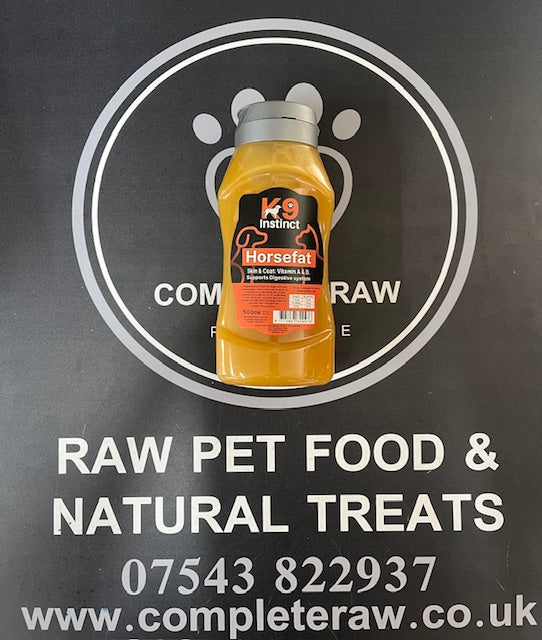 COM RAW
K9
Instinct
Horsefat
Skin & Coat: Vitamin A & D.
Supports Digestive system
500ml
RAW PET FOOD &
NATURAL TREATS
07543 822937
www.completeraw.co.uk